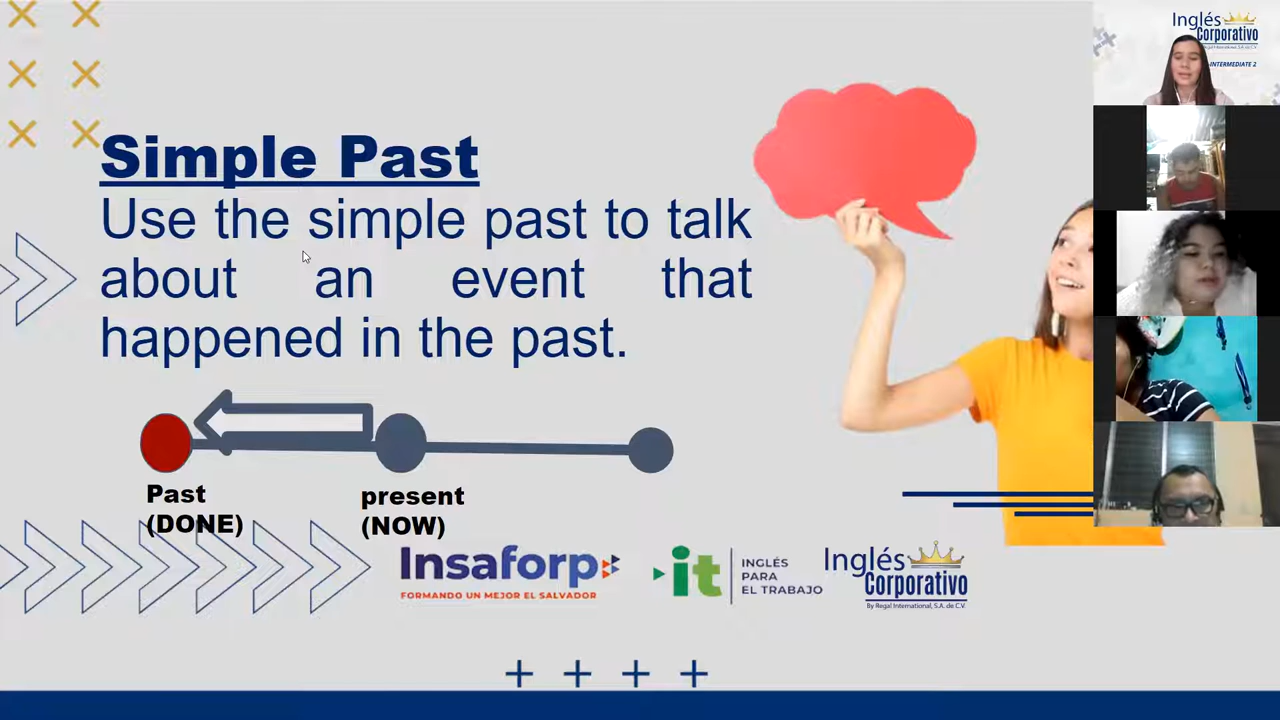 Simple Past
Use the simple past to talk
about an event that
happened in the past.
Past
(DONE)
present
(NOW)
Insaforp
FORMANDO UN MEJOR EL SALVADOR
it
INGLÉS
PARA
EL TRABAJO
Inglés
Corporativo
By Regal International, S.A. de C.V.
Inglés
Corporativo
INTERMEDIATE 2